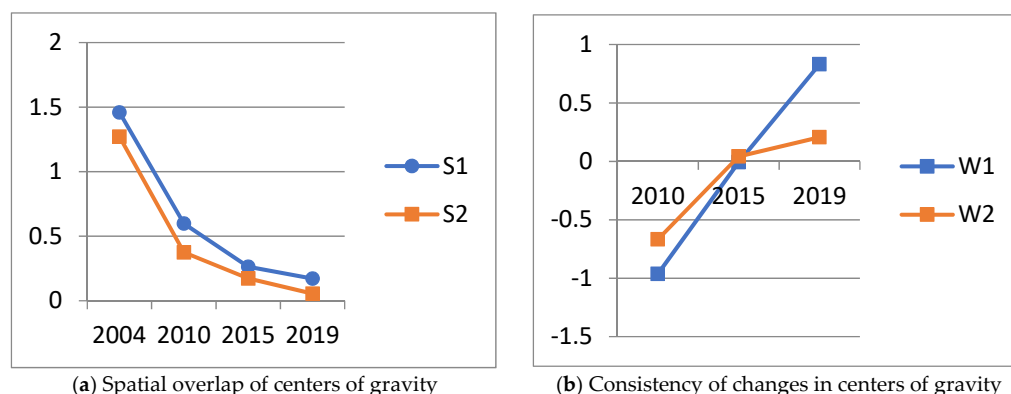 2
1.5
1
0.5
0
2004 2010 2015 2019
S1
S2
(a) Spatial overlap of centers of gravity
1
0.5
0
-0.5
-1
-1.5
2010 2015 2019
W1
W2
(b) Consistency of changes in centers of gravity